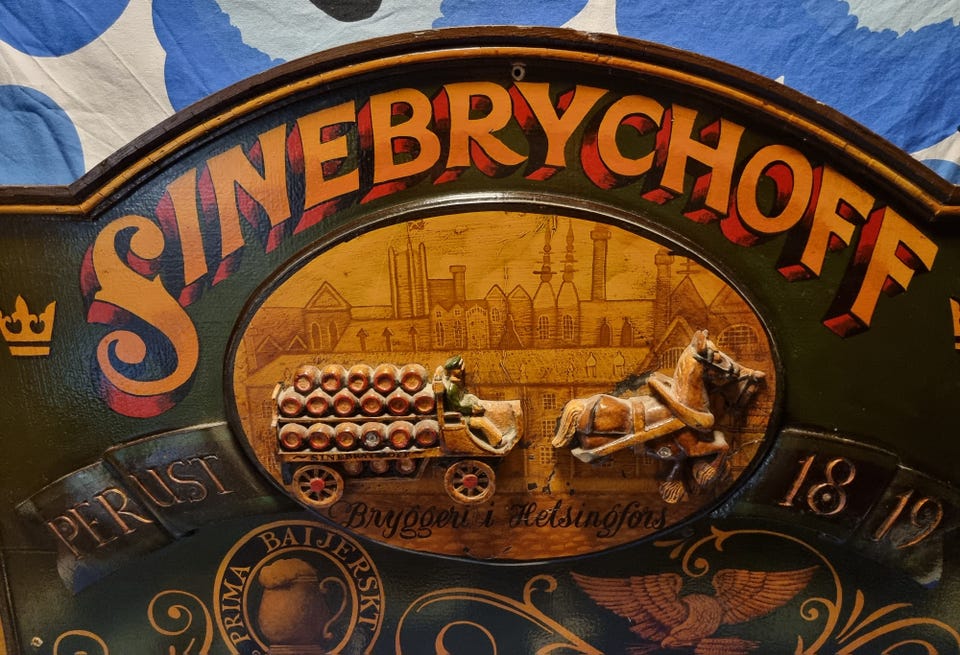 SINEBRYCHOFF
PERUST 1819
Bryggeri i Helsingfors
PRIMA BAIJERSKT